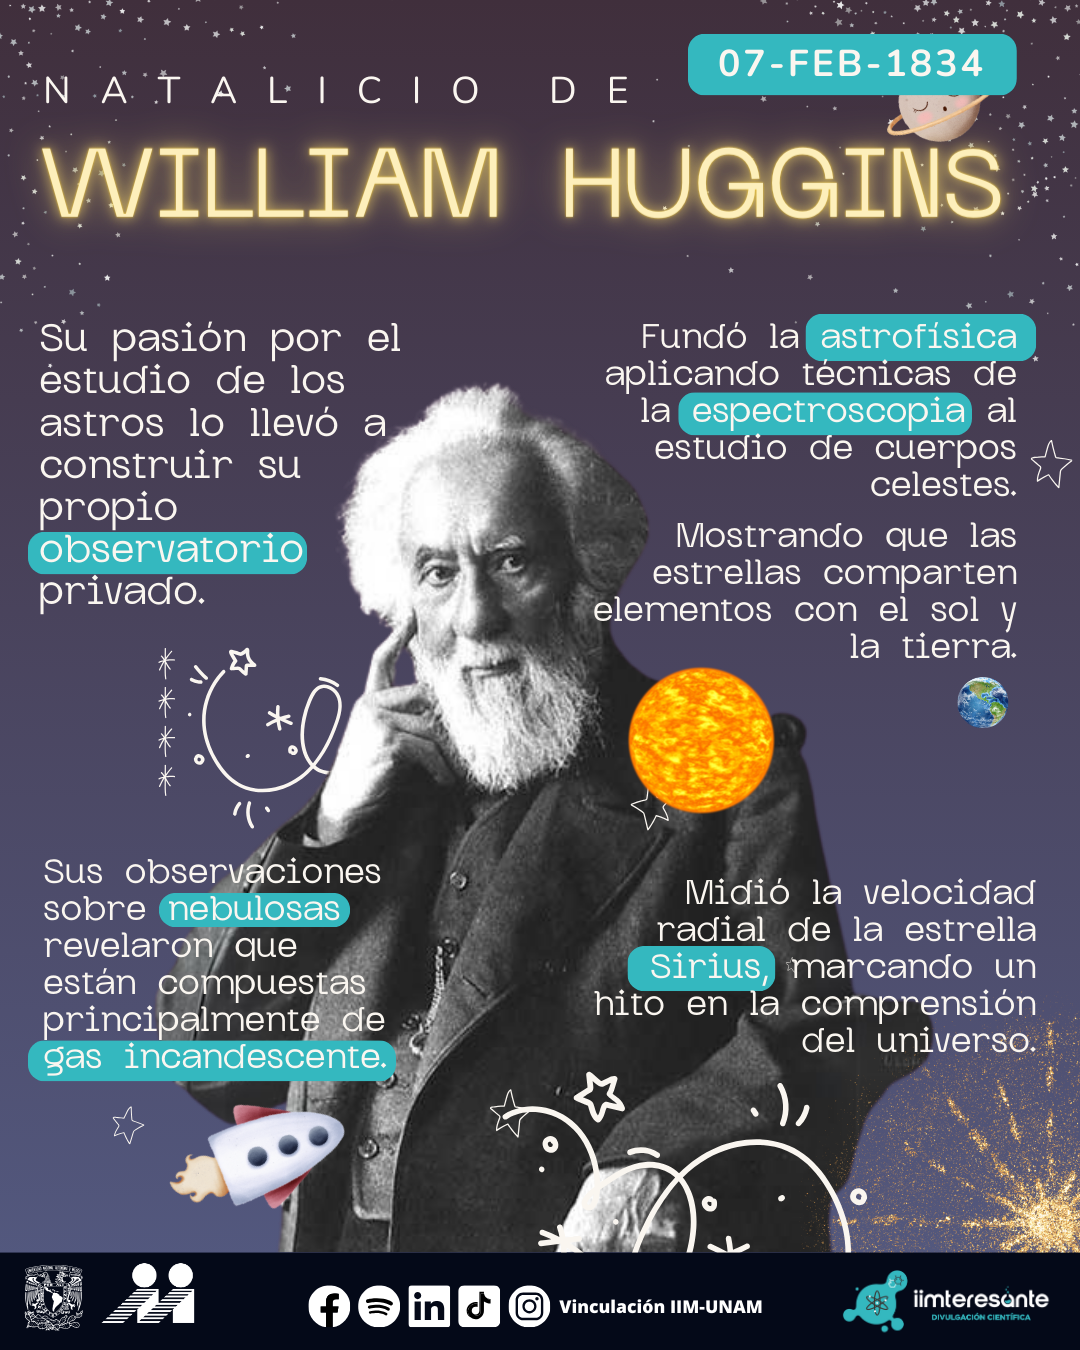 07-FEB-1834
NATALICIO DE
WILLIAM HUGGINS
Su pasión por el
estudio de los
astros lo llevó a
construir su
propio
observatorio
privado.
Fundó la astrofísica
aplicando técnicas de
la espectroscopia al
estudio de cuerpos
celestes.
Mostrando que las
estrellas comparten
elementos con el sol y
la tierra.
Sus observaciones
sobre nebulosas
revelaron que
están compuestas
principalmente de
gas incandescente.
Midió la velocidad
radial de la estrella
Sirius, marcando un
hito en la comprensión
del universo.
Vinculación IIM-UNAM
iimteresante
DIVULGACIÓN CIENTÍFICA